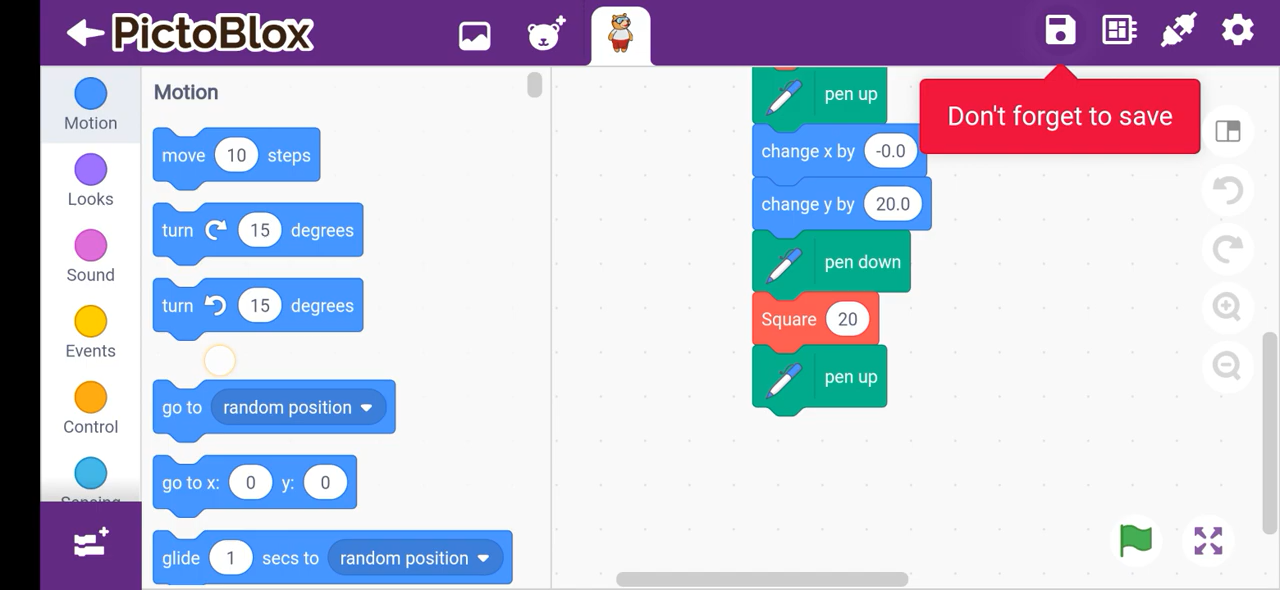 PictoBlox
Don't forget to save
Motion
Looks
Sound
Events
Control
Sensing
Motion
move 10 steps
turn 15 degrees
turn 15 degrees
go to random position
go to x: 0 y: 0
glide 1 secs to random position
pen up
change x by -0.0
change y by 20.0
pen down
Square 20
pen up